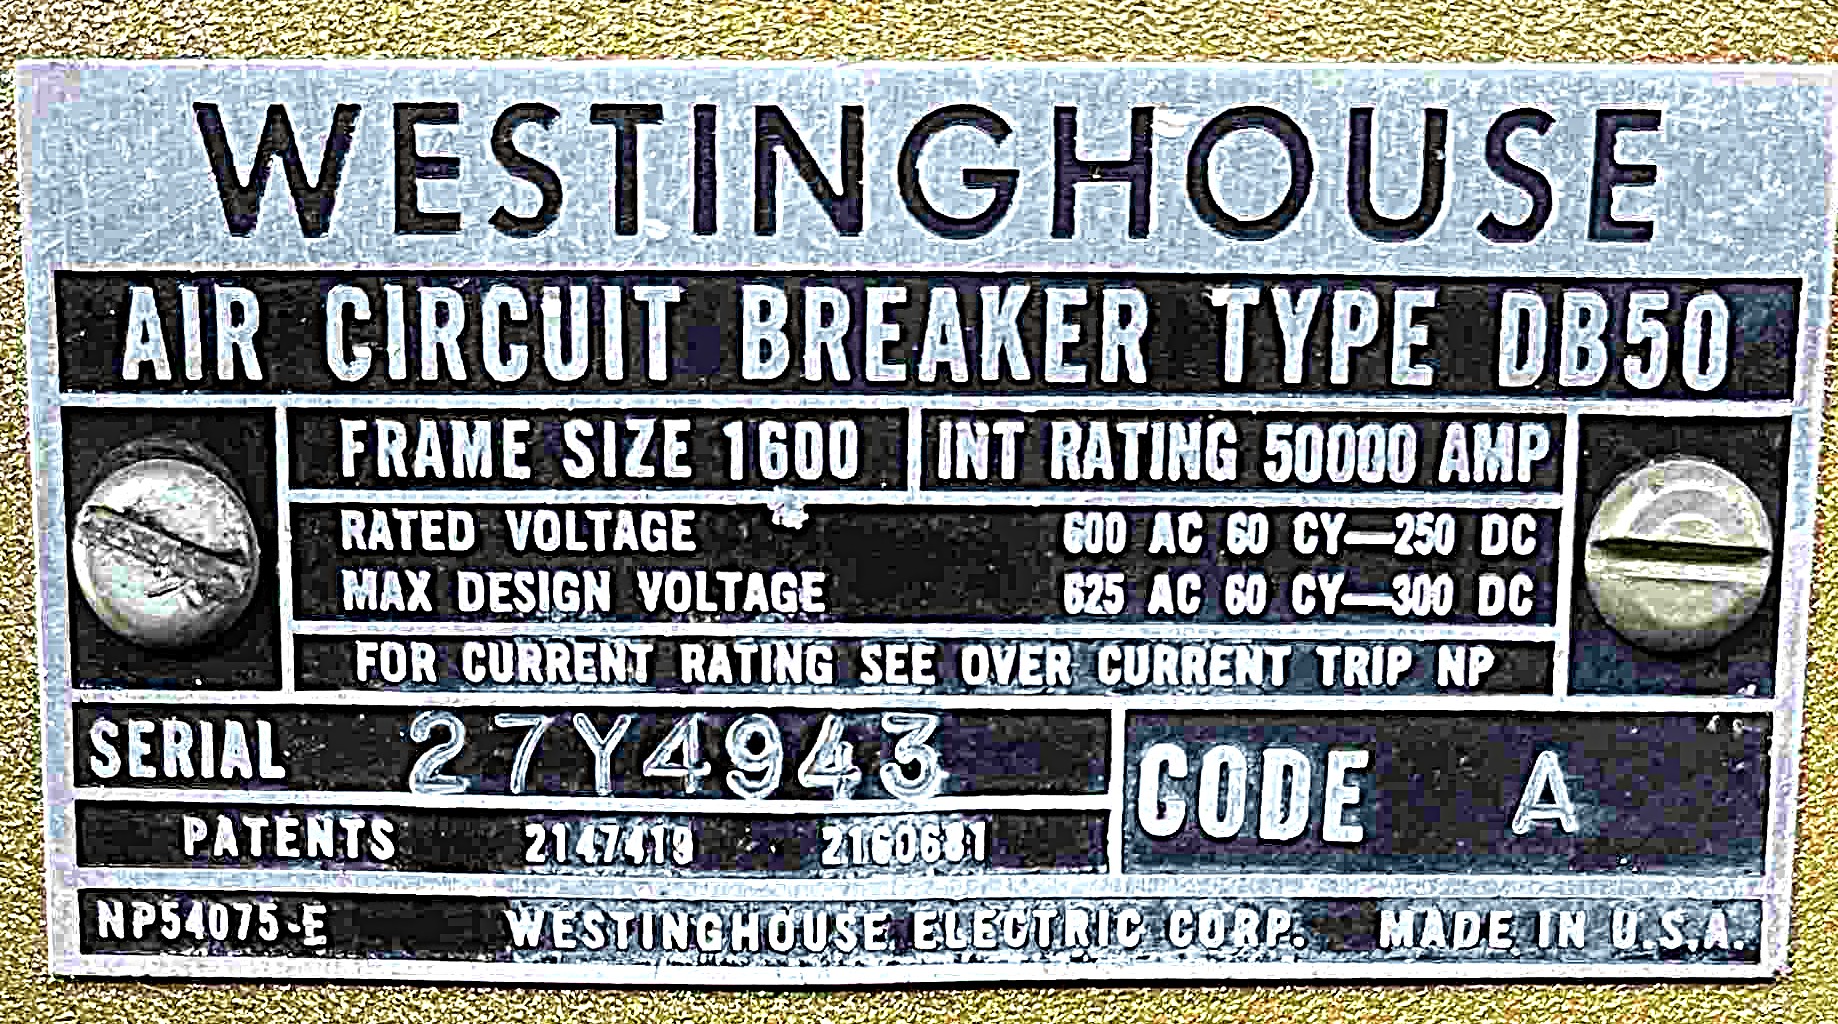 WESTINGHOUSE
AIR CIRCUIT BREAKER TYPE DB50
FRAME SIZE 1600 INT RATING 50000 AMP
RATED VOLTAGE 600 AC 60 CY—250 DC
MAX DESIGN VOLTAGE 625 AC 60 CY—300 DC
FOR CURRENT RATING SEE OVER CURRENT TRIP NP
SERIAL 27Y4943
CODE A
PATENTS 2147419
NP54075-E WESTINGHOUSE ELECTRIC CORP. MADE IN U.S.A.